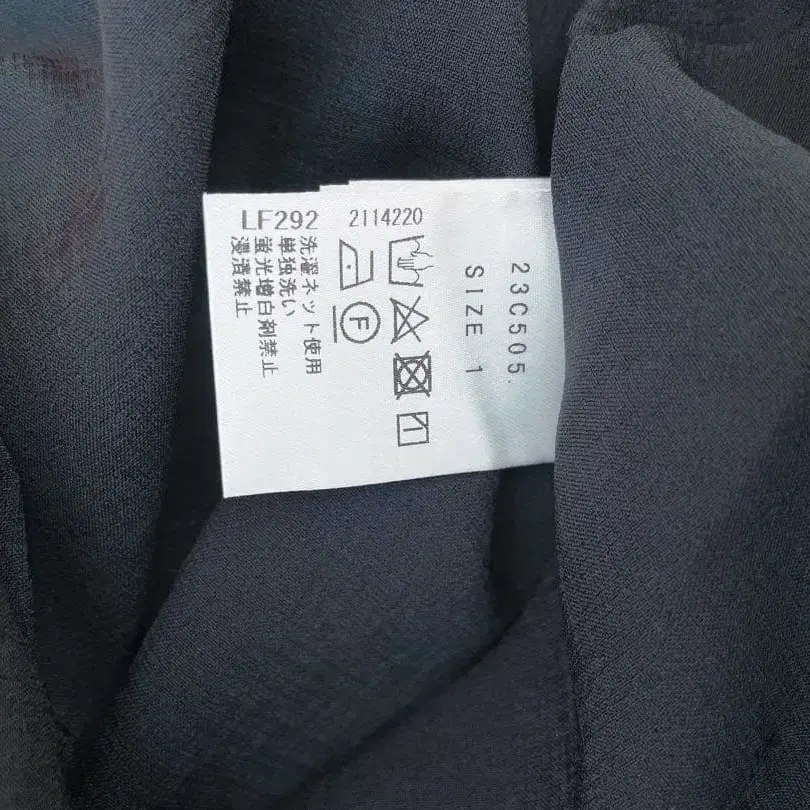 LF292 2114220
23C505.
SIZE 1
F
洗濯ネット使用
単独洗い
蛍光増白剤禁止
浸漬禁止